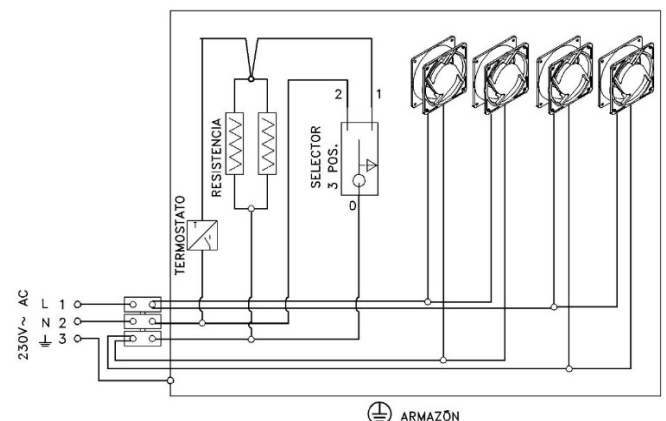 2 1
RESISTENCIA
SELECTOR
3 POS.
0
TERMOSTATO
T
230V~ AC
L 1
N 2
3
ARMAZÓN